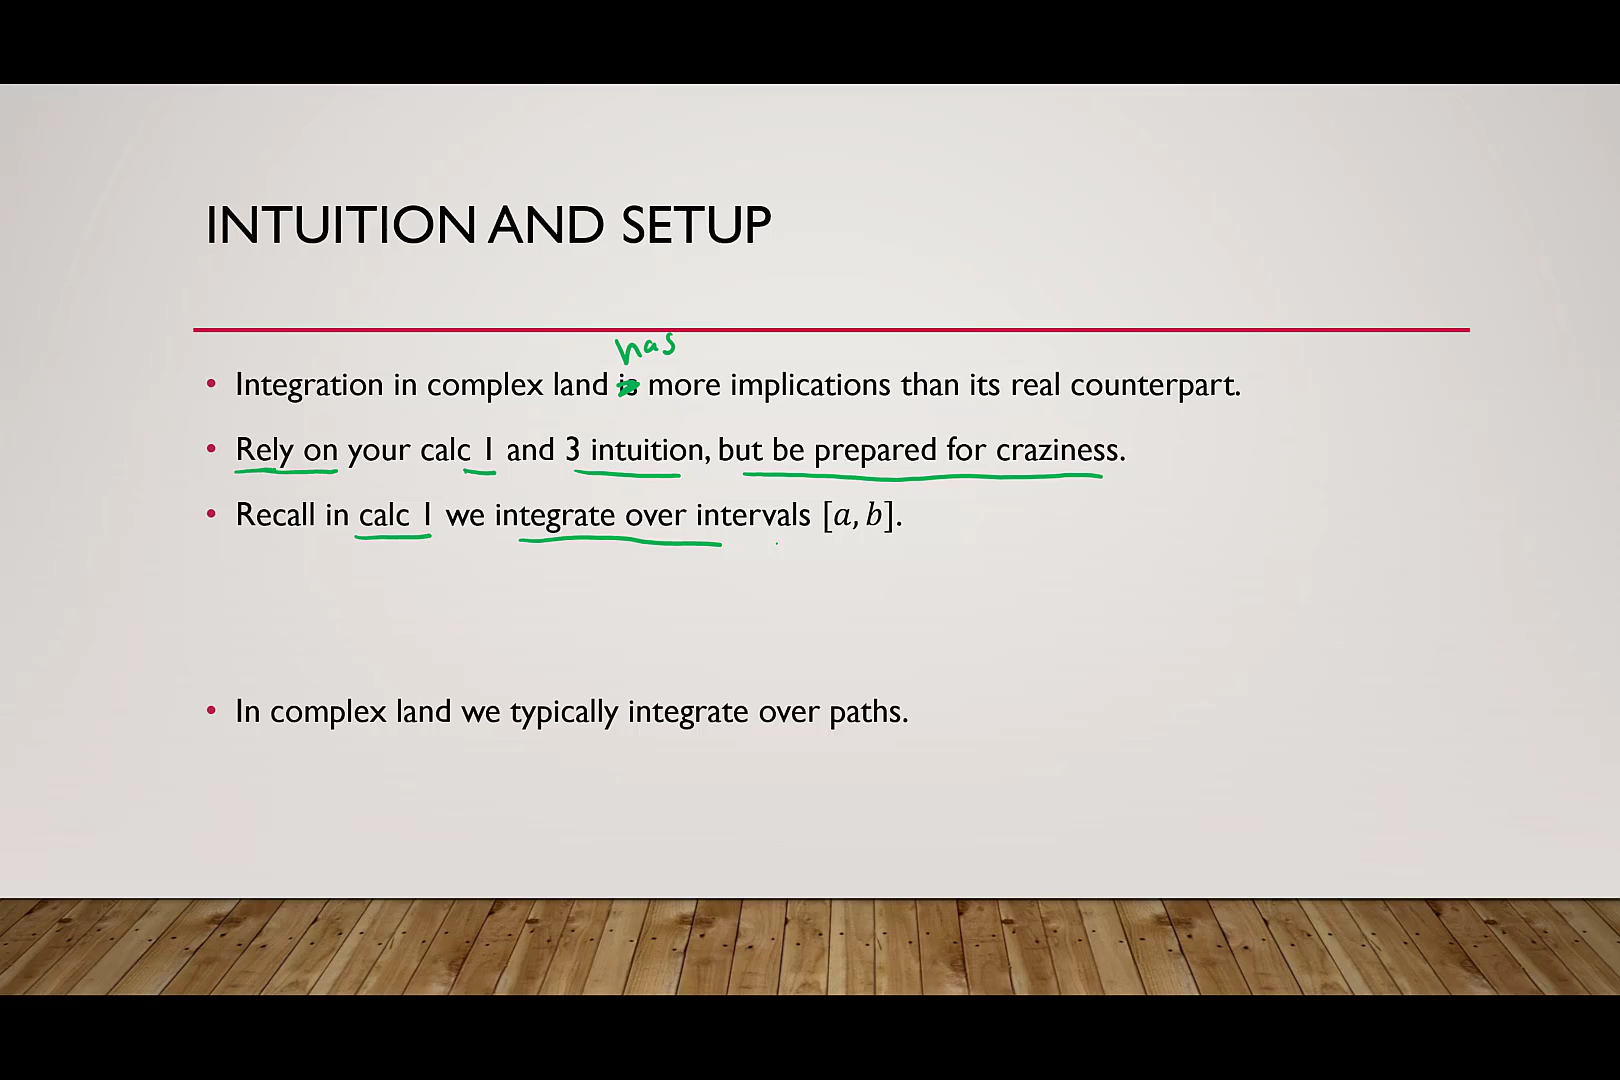 INTUITION AND SETUP
has
• Integration in complex land is more implications than its real counterpart.
• Rely on your calc 1 and 3 intuition, but be prepared for craziness.
• Recall in calc 1 we integrate over intervals [a, b].
• In complex land we typically integrate over paths.